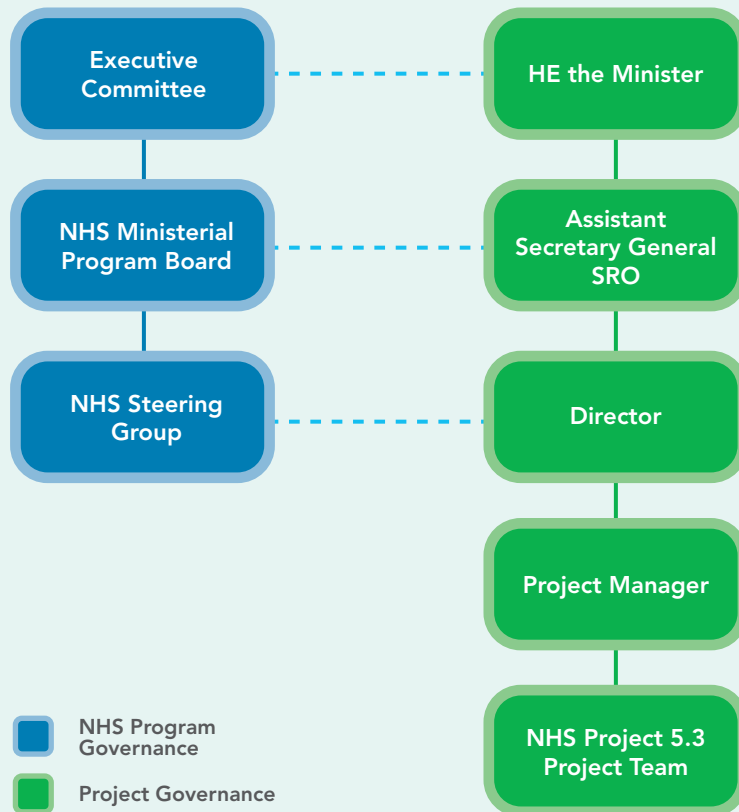 Executive
Committee
HE the Minister
NHS Ministerial
Program Board
Assistant
Secretary General
SRO
NHS Steering
Group
Director
Project Manager
NHS Project 5.3
Project Team
NHS Program
Governance
Project Governance